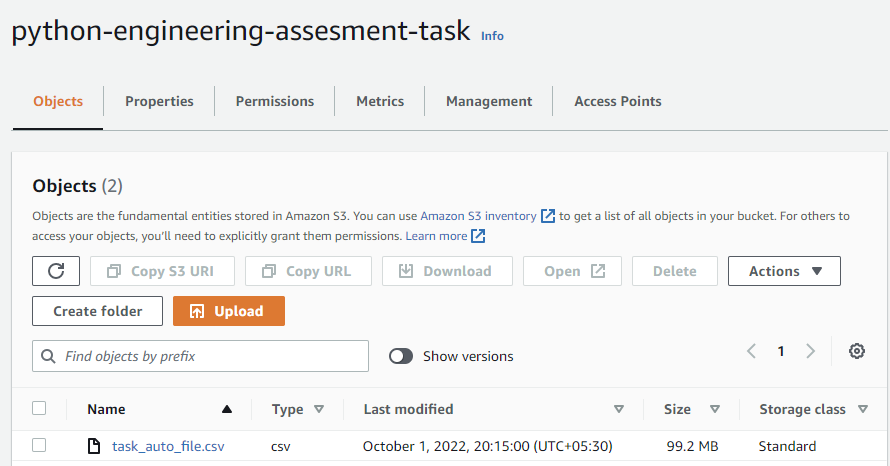 python-engineering-assesment-task Info
Objects Properties Permissions Metrics Management Access Points
Objects (2)
Objects are the fundamental entities stored in Amazon S3. You can use Amazon S3 inventory to get a list of all objects in your bucket. For others to
access your objects, you'll need to explicitly grant them permissions. Learn more
Copy S3 URI Copy URL Download Open Delete Actions
Create folder Upload
Find objects by prefix Show versions 1
Name Type Last modified Size Storage class
task_auto_file.csv csv October 1, 2022, 20:15:00 (UTC+05:30) 99.2 MB Standard